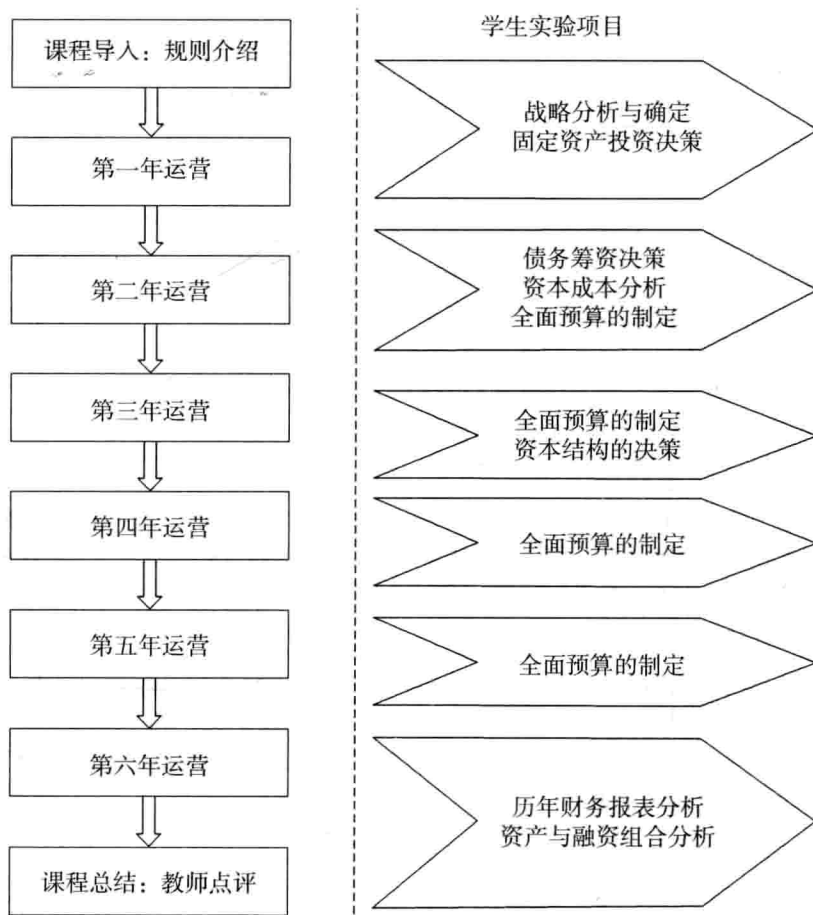 课程导入：规则介绍
第一年运营
第二年运营
第三年运营
第四年运营
第五年运营
第六年运营
课程总结：教师点评
学生实验项目
战略分析与确定
固定资产投资决策
债务筹资决策
资本成本分析
全面预算的制定
全面预算的制定
资本结构的决策
全面预算的制定
全面预算的制定
历年财务报表分析
资产与融资组合分析